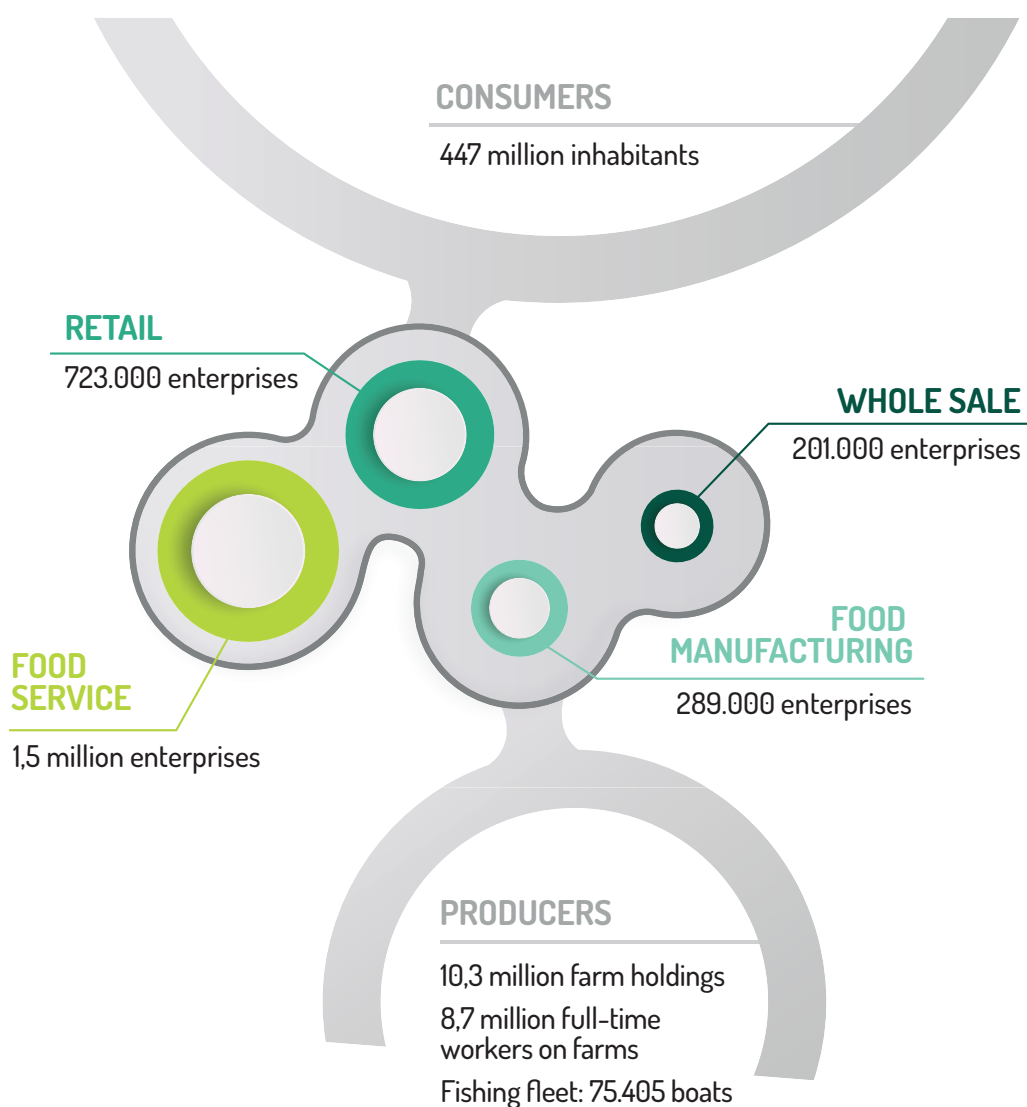 CONSUMERS
447 million inhabitants
RETAIL
723.000 enterprises
WHOLE SALE
201.000 enterprises
FOOD
MANUFACTURING
289.000 enterprises
FOOD
SERVICE
1,5 million enterprises
PRODUCERS
10,3 million farm holdings
8,7 million full-time
workers on farms
Fishing fleet: 75.405 boats